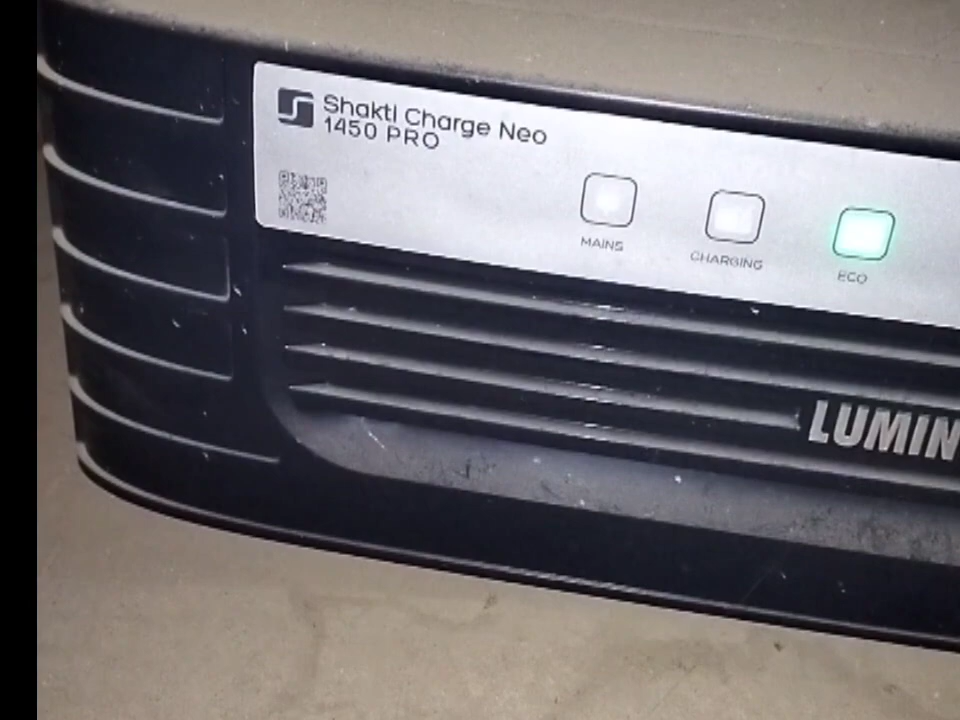 Shakti Charge Neo
1450 PRO
MAINS
CHARGING
ECO
LUMIN